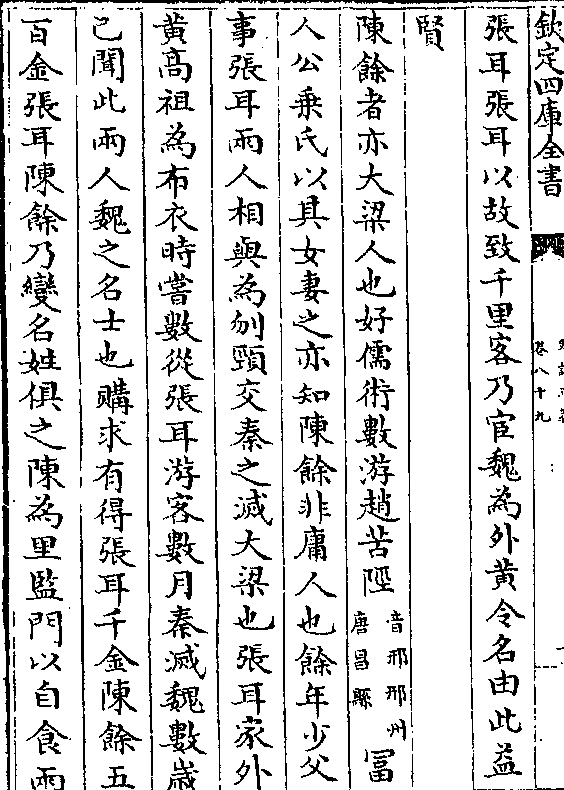 欽定四庫全書
卷八十九
張耳張耳以故致千里客乃宦魏為外黄令名由此益
賢
陳餘者亦大梁人也好儒術數游趙苦陘音邢邢州唐昌縣冨
人公乗氏以其女妻之亦知陳餘非庸人也餘年少父
事張耳兩人相與為刎頸交秦之滅大梁也張耳家外
黄髙祖為布衣時嘗數從張耳游客數月秦滅魏數歳
已聞此兩人魏之名士也購求有得張耳千金陳餘五
百金張耳陳餘乃變名姓俱之陳為里監門以自食兩